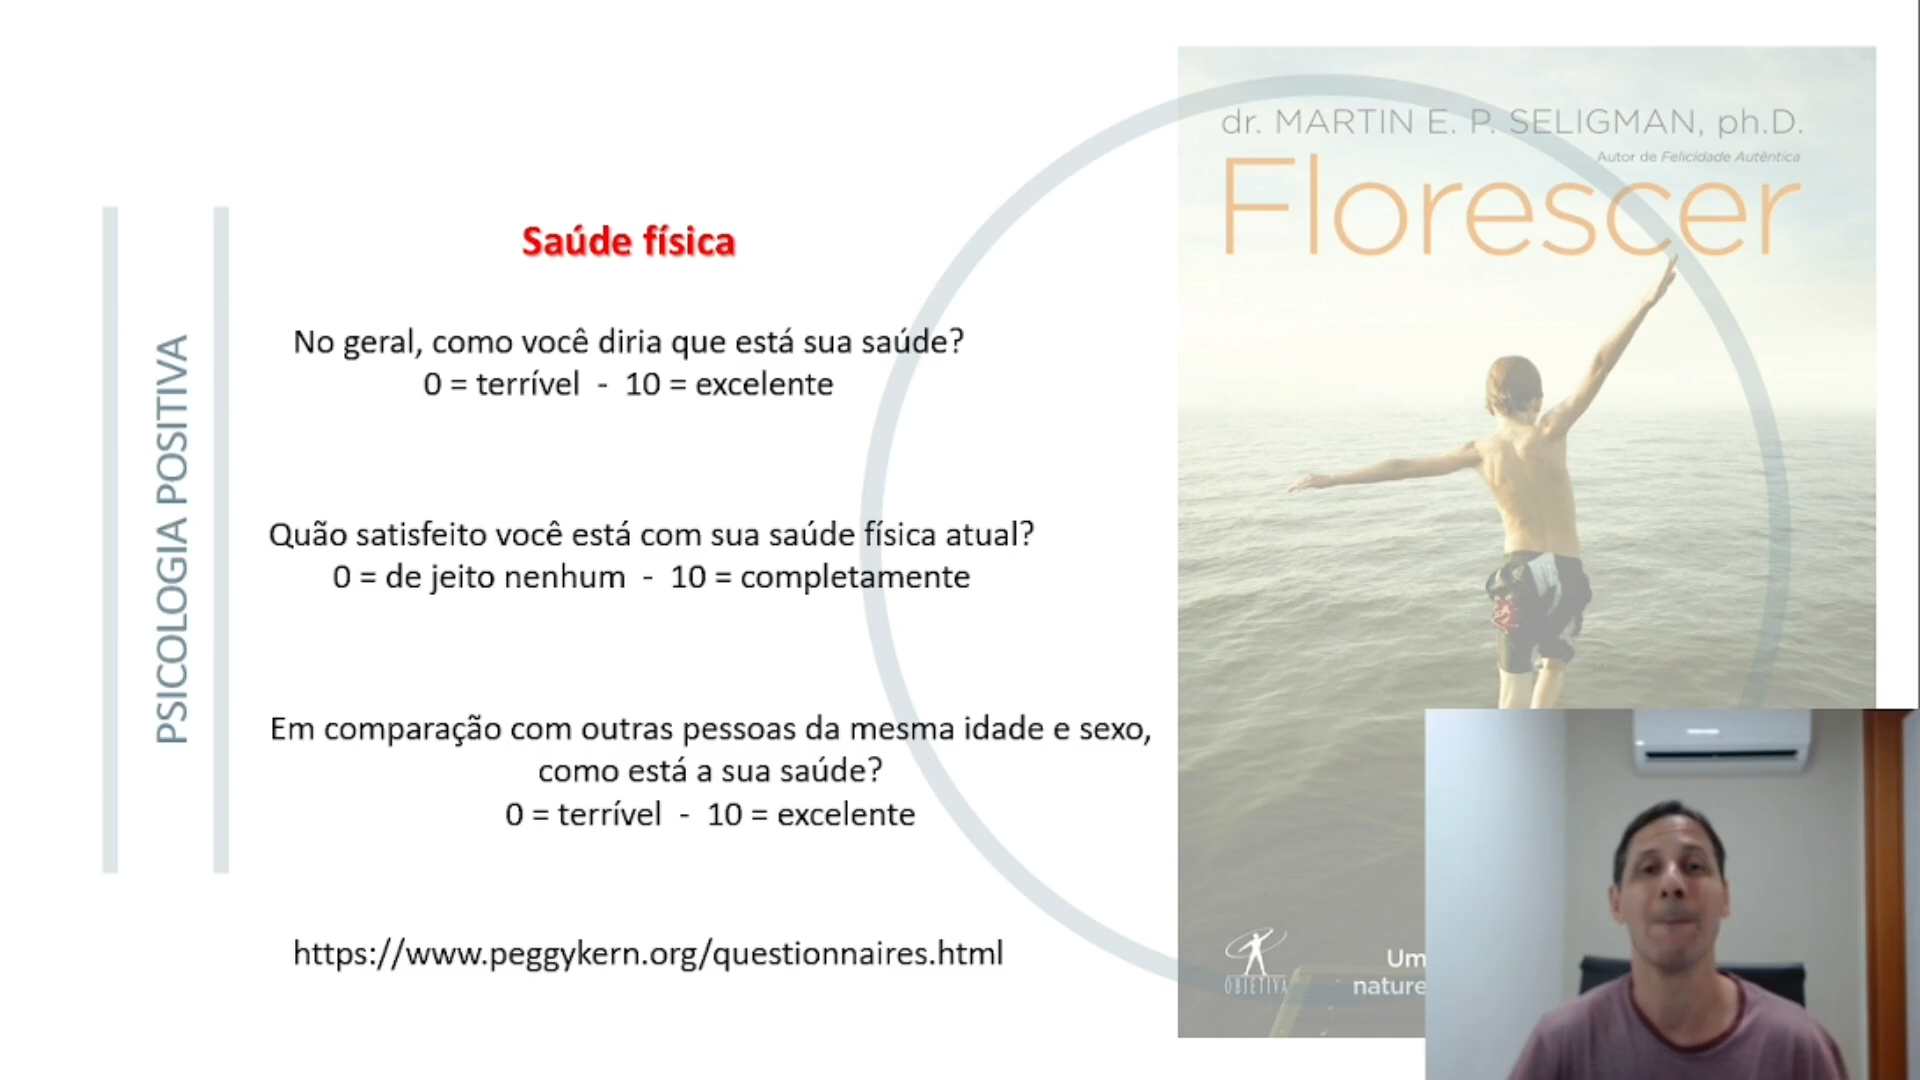 PSICOLOGIA POSITIVA
Saúde física
No geral, como você diria que está sua saúde?
0 = terrível - 10 = excelente
Quão satisfeito você está com sua saúde física atual?
0 = de jeito nenhum - 10 = completamente
Em comparação com outras pessoas da mesma idade e sexo,
como está a sua saúde?
0 = terrível - 10 = excelente
https://www.peggykern.org/questionnaires.html
dr. MARTIN E. P. SELIGMAN, ph.D.
Autor de Felicidade Autêntica
Florescer
OBJETIVA
Um
nature